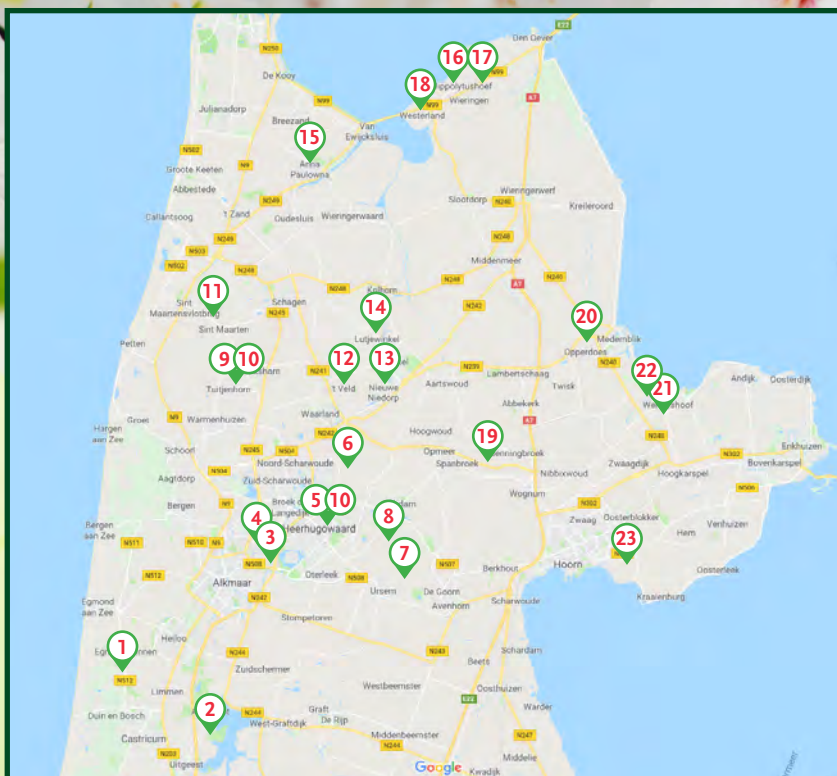 E22
Den Oever
N250
De Kooy
16
17
N99
18
Hippolytushoef
Wieringen
N99
A7
Westerland
Julianadorp
N99
Breezand
Van
Ewijcksluis
15
N502
Anna
Paulowna
Groote Keeten
N9
Abbestede
Wieringerwerf
Slootdorp
N240
Kreileroord
't Zand
N249
Callantsoog
Oudesluis
Wieringerwaard
N249
N248
N503
Middenmeer
N502
N248
N240
Schagen
N248
Kolhorn
N248
A7
11
Sint
Maartensvlotbrug
N245
N242
14
20
Sint Maarten
Lutjewinkel
Medemblik
Petten
Opperdoes
N240
9
10
12
13
N241
N239
Lambertschaag
22
21
Tuitjenhorn
't Veld
Nieuwe
Niedorp
Aartswoud
Twisk
Andijk
Oosterdijk
Abbekerk
Groet
N9
Warmenhuizen
Waarland
A7
Hargen
aan Zee
N242
Hoogwoud
19
N240
Enkhuizen
Schoorl
N245
N504
6
Opmeer
N302
Noord-Scharwoude
Spanbroek
Zwaagdijk
Bovenkarspel
Aagtdorp
N504
Zuid-Scharwoude
Nibbixwoud
Hoogkarspel
N506
Bergen
N9
5
10
Wognum
N302
Langedijk
Oosterblokker
4
Heerhugowaard
8
Zwaag
Venhuizen
Bergen
aan Zee
N511
N510
N9
3
23
Hem
N508
7
N507
Berkhout
Hoorn
Oterleek
N508
Oosterleek
Alkmaar
N512
Ursem
De Goorn
Kraaienburg
Egmond
aan Zee
N242
Avenhorn
Scharwoude
Stompetoren
Heiloo
1
N244
N243
Schardam
Zuidschermer
Beets
N512
Limmen
Westbeemster
Oosthuizen
2
E22
Duin en Bosch
N244
Graft
Warder
West-Graftdijk
De Rijp
Castricum
Middenbeemster
N247
N203
N244
Middelie
Uitgeest
Google
Kwadijk